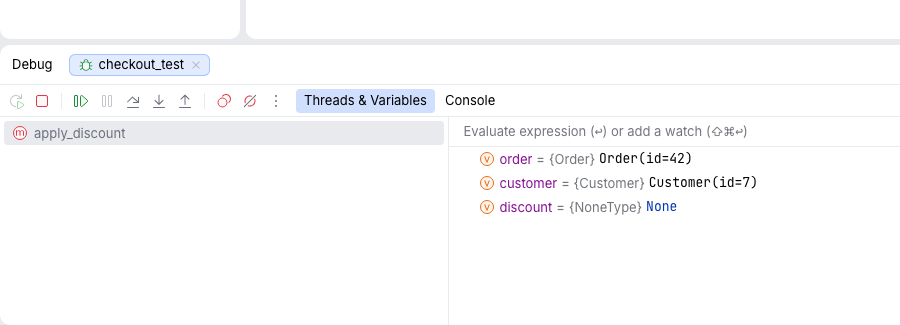 Debug checkout_test
Threads & Variables Console
apply_discount
Evaluate expression (↩) or add a watch (⇧⌘↩)
order = {Order} Order(id=42)
customer = {Customer} Customer(id=7)
discount = {NoneType} None